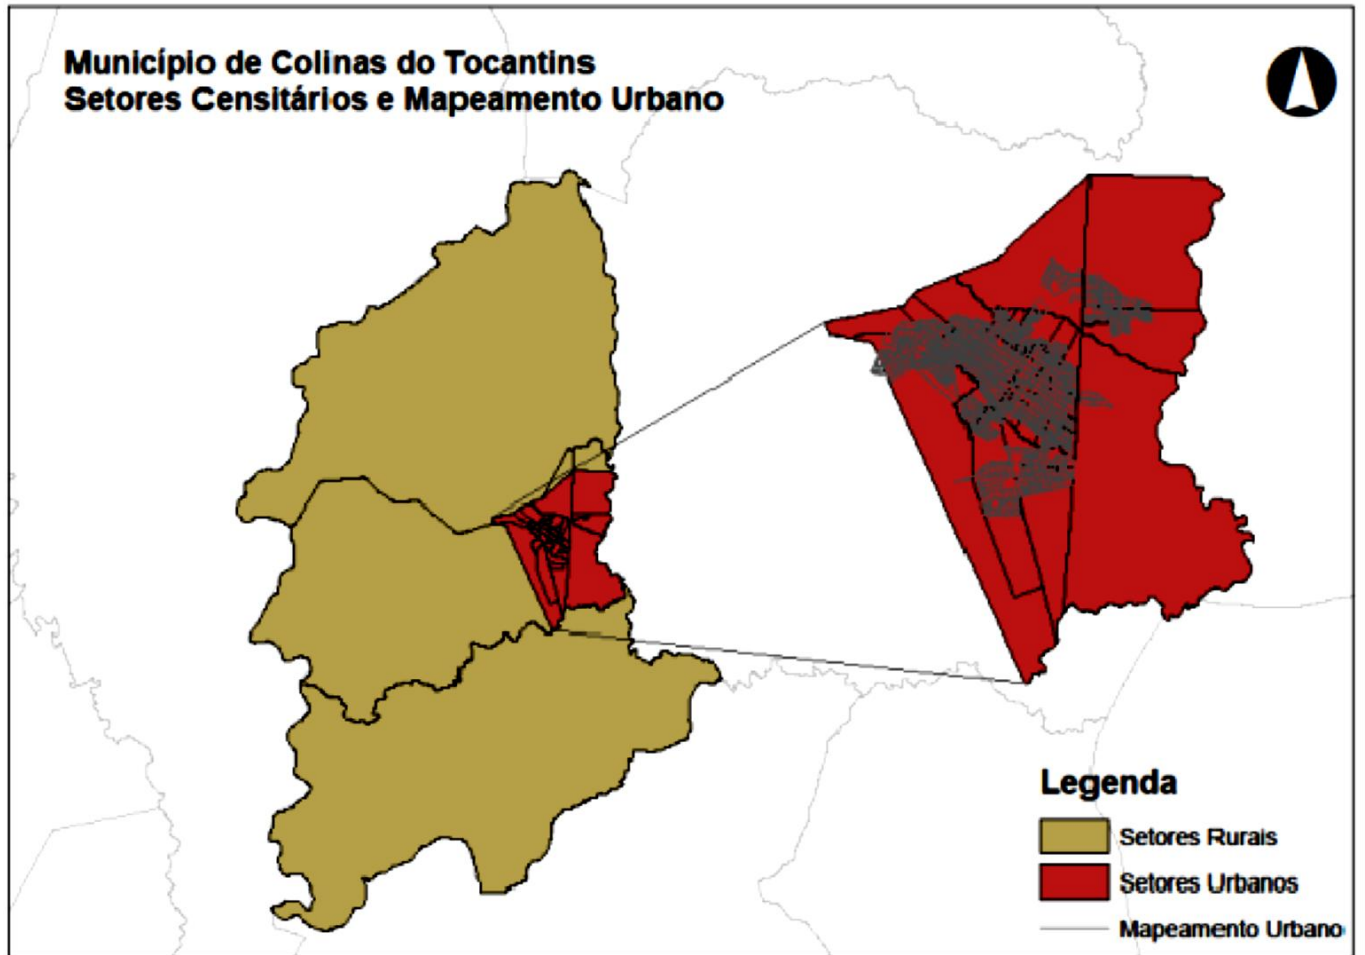 Município de Colinas do Tocantins
Setores Censitários e Mapeamento Urbano
Legenda
Setores Rurais
Setores Urbanos
Mapeamento Urbano